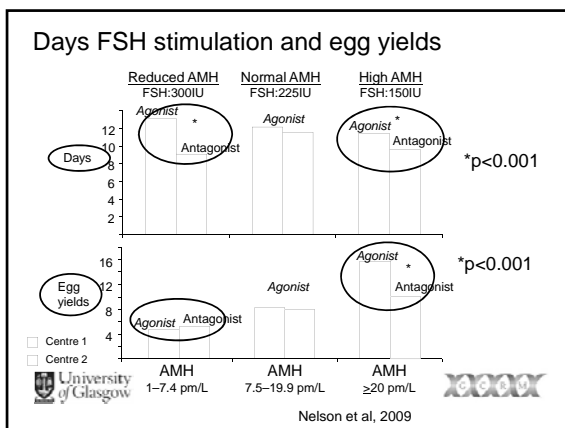 Days FSH stimulation and egg yields
Reduced AMH Normal AMH High AMH
FSH:300IU FSH:225IU FSH:150IU
Agonist
*
Antagonist
Agonist
Agonist *
Antagonist
*p<0.001
Days
12
10
8
6
4
2
*p<0.001
Egg
yields
16
12
8
4
Agonist Antagonist
Agonist
Agonist
*
Antagonist
Centre 1
Centre 2
AMH AMH AMH
1–7.4 pm/L 7.5–19.9 pm/L ≥20 pm/L
University
of Glasgow
GCRM
Nelson et al, 2009